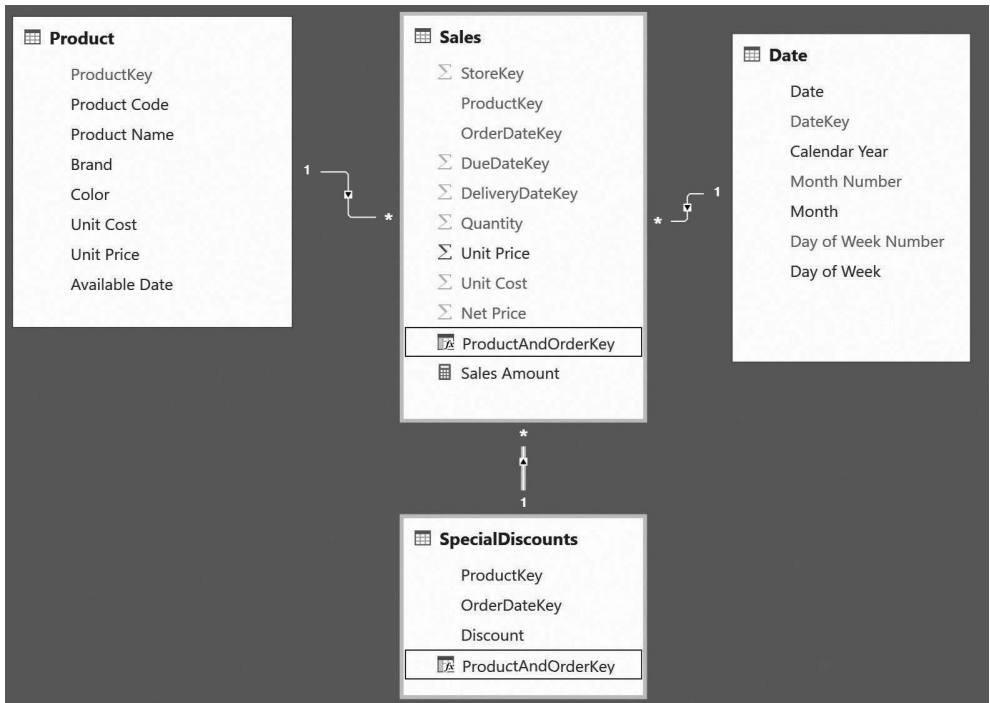 Product
ProductKey
Product Code
Product Name
Brand
Color
Unit Cost
Unit Price
Available Date
1
*
Sales
StoreKey
ProductKey
OrderDateKey
DueDateKey
DeliveryDateKey
Quantity
Unit Price
Unit Cost
Net Price
ProductAndOrderKey
Sales Amount
*
1
Date
Date
DateKey
Calendar Year
Month Number
Month
Day of Week Number
Day of Week
*
1
SpecialDiscounts
ProductKey
OrderDateKey
Discount
ProductAndOrderKey